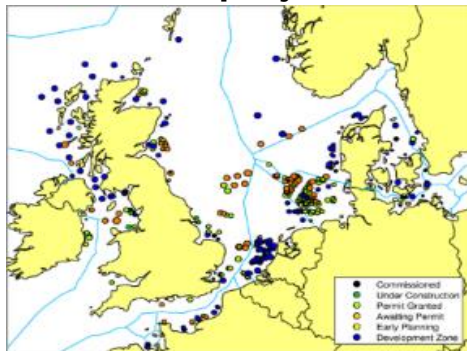 Commissioned
Under Construction
Permit Granted
Awaiting Permit
Early Planning
Development Zone